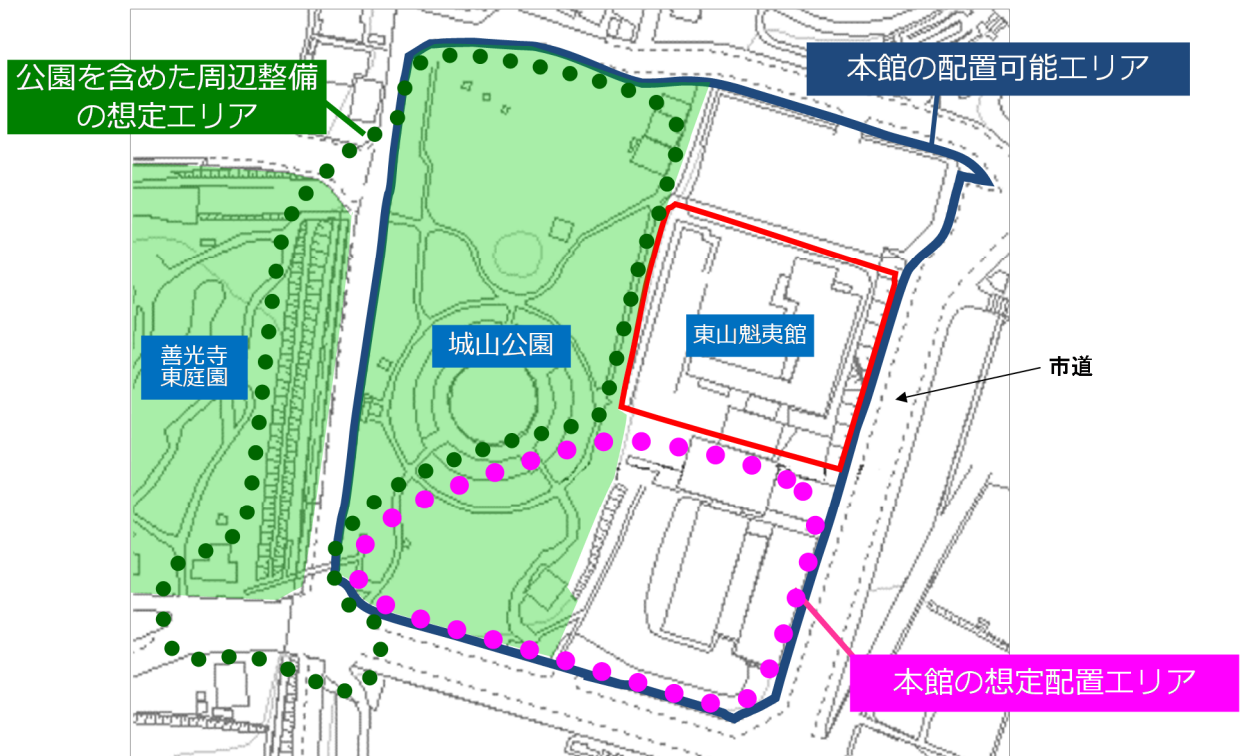 公園を含めた周辺整備
の想定エリア
本館の配置可能エリア
善光寺
東庭園
城山公園
東山魁夷館
市道
本館の想定配置エリア